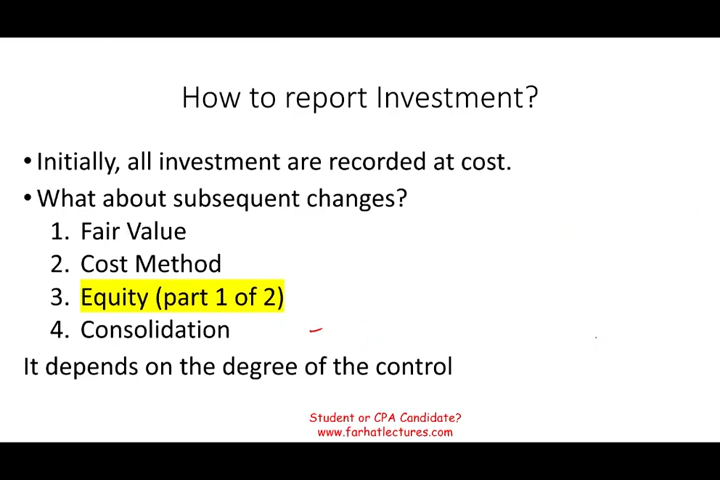 How to report Investment?
• Initially, all investment are recorded at cost.
• What about subsequent changes?
1. Fair Value
2. Cost Method
3. Equity (part 1 of 2)
4. Consolidation
It depends on the degree of the control
Student or CPA Candidate?
www.farhatlectures.com